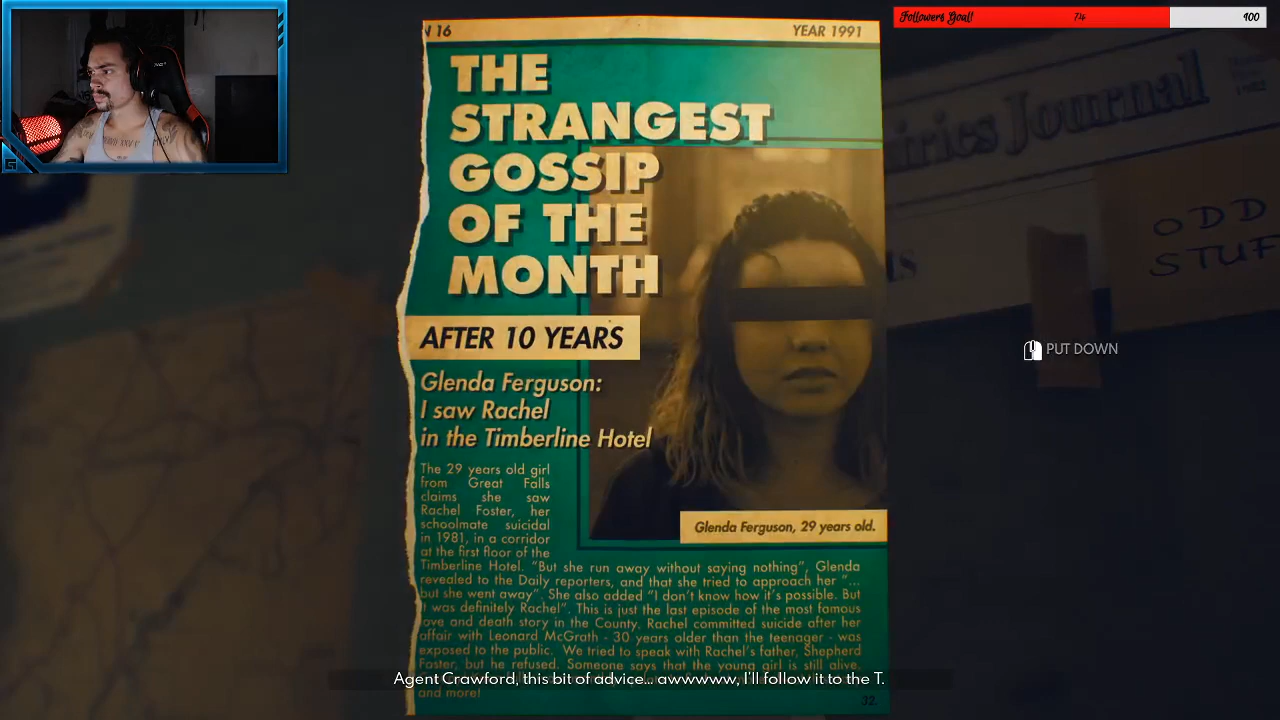 Followers Goal!
74
100
N 16
YEAR 1991
THE
STRANGEST
GOSSIP
OF THE
MONTH
AFTER 10 YEARS
Glenda Ferguson:
I saw Rachel
in the Timberline Hotel
Glenda Ferguson, 29 years old.
The 29 years old girl
from Great Falls
claims she saw
Rachel Foster, her
schoolmate suicidal
in 1981, in a corridor
at the first floor of the
Timberline Hotel. "But she run away without saying nothing", Glenda
revealed to the Daily reporters, and that she tried to approach her "...
but she went away". She also added "I don't know how it's possible. But
it was definitely Rachel". This is just the last episode of the most famous
love and death story in the County. Rachel committed suicide after her
affair with Leonard McGrath - 30 years older than the teenager - was
exposed to the public. We tried to speak with Rachel's father, Shepherd
Foster, but he refused. Someone says that the young girl is still alive.
and more!
32
Journal
ODD
STUF
PUT DOWN
Agent Crawford, this bit of advice... awwwww, I'll follow it to the T.